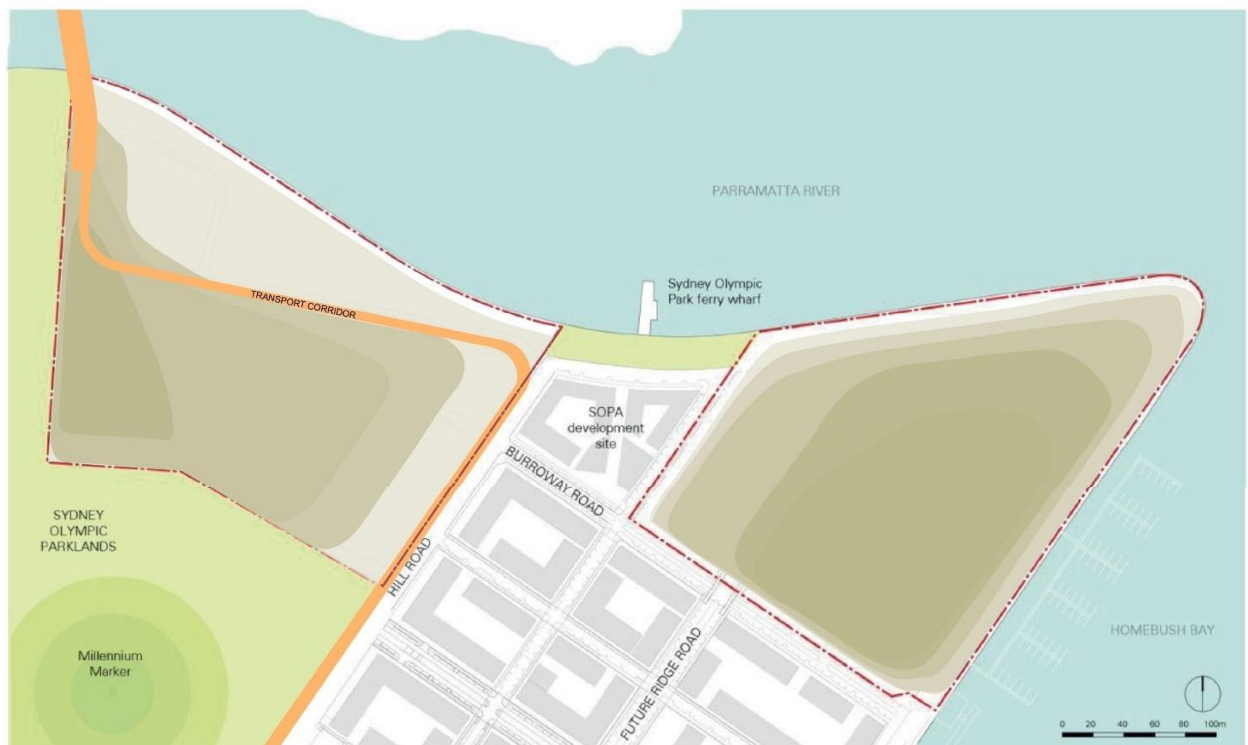 PARRAMATTA RIVER
Sydney Olympic
Park ferry wharf
TRANSPORT CORRIDOR
SOPA
development
site
BURROWAY ROAD
SYDNEY
OLYMPIC
PARKLANDS
HILL ROAD
HOMEBUSH BAY
Millennium
Marker
FUTURE RIDGE ROAD
0 20 40 60 80 100m